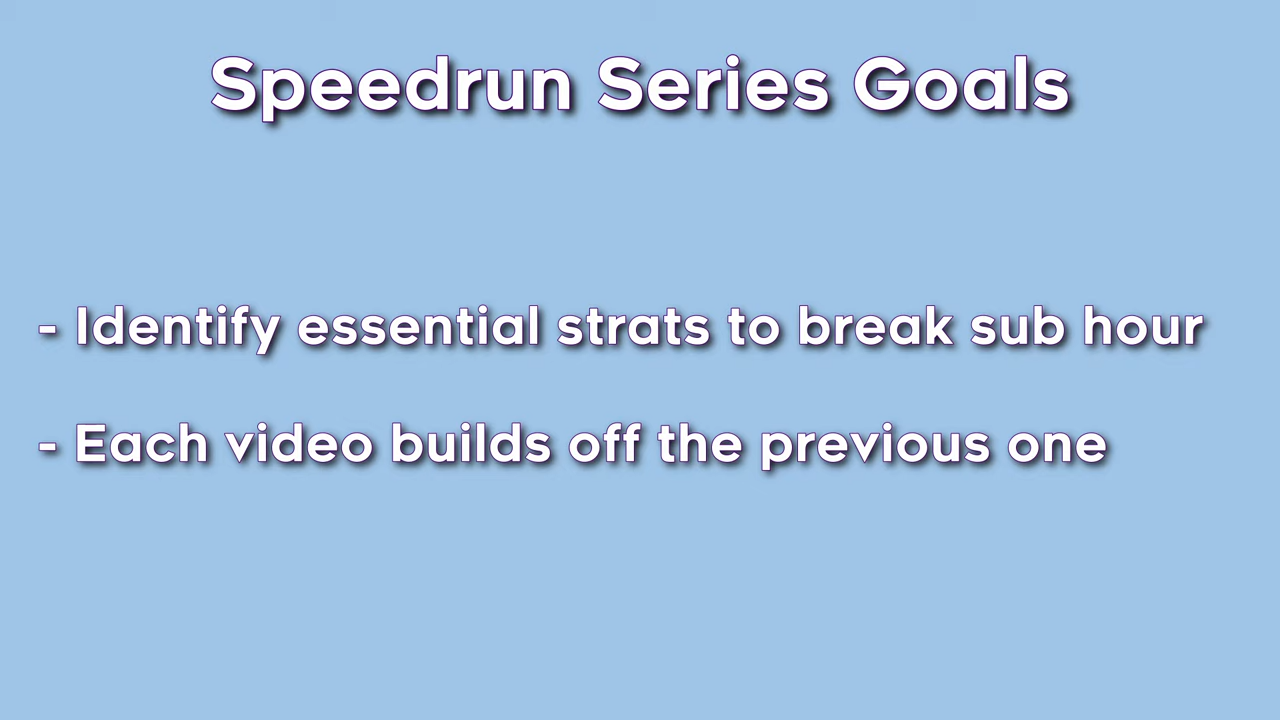 Speedrun Series Goals
- Identify essential strats to break sub hour
- Each video builds off the previous one